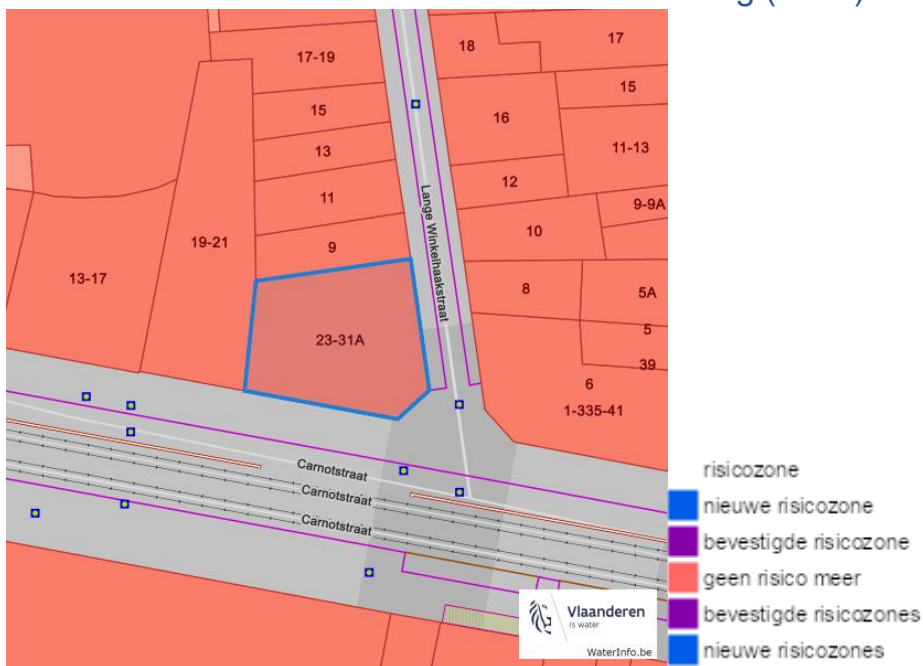 g (
)
17-19
18
17
15
15
16
13
11-13
12
11
9-9A
10
19-21
9
13-17
8
5A
Lange Winkelhaakstraat
5
23-31A
39
6
1-335-41
Carnotstraat
Carnotstraat
Carnotstraat
risicozone
nieuwe risicozone
bevestigde risicozone
geen risico meer
bevestigde risicozones
nieuwe risicozones
Vlaanderen
is water
WaterInfo.be